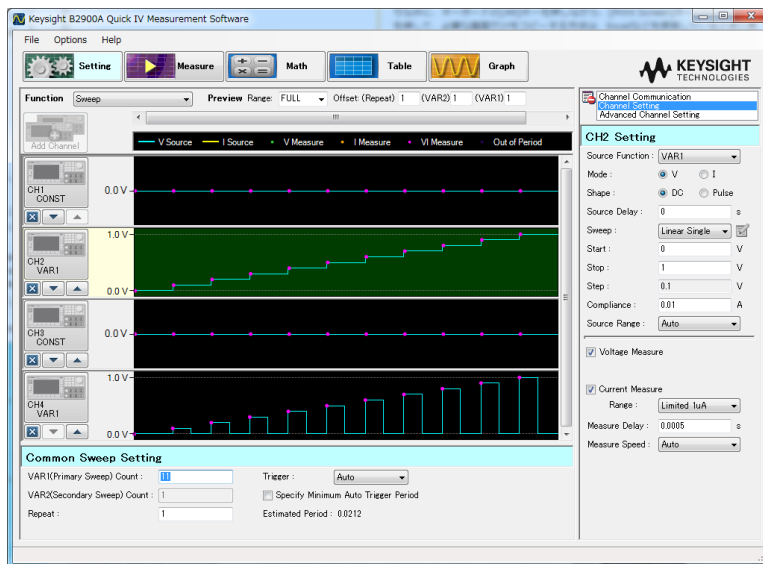 Keysight B2900A Quick IV Measurement Software
File Options Help
Setting Measure Math Table Graph
KEYSIGHT
TECHNOLOGIES
Function Sweep Preview Range: FULL Offset: (Repeat) 1 (VAR2) 1 (VAR1) 1
Add Channel
V Source I Source V Measure I Measure VI Measure Out of Period
CH1
CONST
0.0 V
1.0 V
CH2
VAR1
0.0 V
CH3
CONST
0.0 V
1.0 V
CH4
VAR1
0.0 V
Common Sweep Setting
VAR1(Primary Sweep) Count : 11 Trigger : Auto
VAR2(Secondary Sweep) Count : 1 Specify Minimum Auto Trigger Period
Repeat : 1 Estimated Period : 0.0212
Channel Communication
Channel Setting
Advanced Channel Setting
CH2 Setting
Source Function : VAR1
Mode : V I
Shape : DC Pulse
Source Delay : 0 s
Sweep : Linear Single
Start : 0 V
Stop : 1 V
Step : 0.1 V
Compliance : 0.01 A
Source Range : Auto
Voltage Measure
Current Measure
Range : Limited 1uA
Measure Delay : 0.0005 s
Measure Speed : Auto